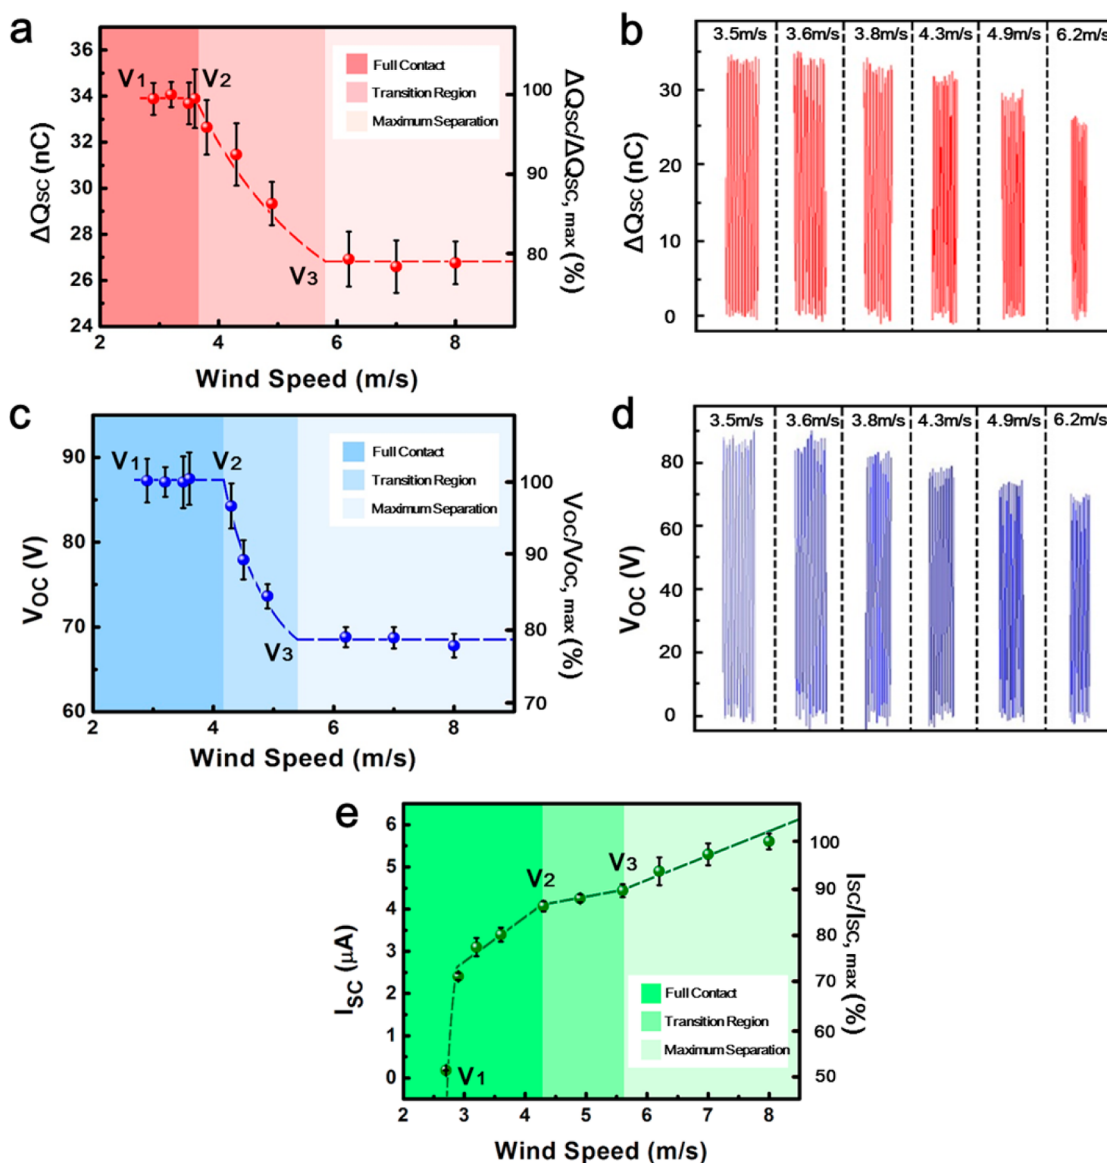 a
36
34
32
30
28
26
24
ΔQSC (nC)
V1
V2
V3
Full Contact
Transition Region
Maximum Separation
100
90
80
ΔQSC/ΔQSC, max (%)
2
4
6
8
Wind Speed (m/s)
b
3.5m/s
3.6m/s
3.8m/s
4.3m/s
4.9m/s
6.2m/s
30
20
10
0
ΔQSC (nC)
c
90
80
70
60
VOC (V)
V1
V2
V3
Full Contact
Transition Region
Maximum Separation
100
90
80
70
VOC/VOC, max (%)
2
4
6
8
Wind Speed (m/s)
d
3.5m/s
3.6m/s
3.8m/s
4.3m/s
4.9m/s
6.2m/s
80
60
40
20
0
VOC (V)
e
6
5
4
3
2
1
0
ISC (μA)
V1
V2
V3
Full Contact
Transition Region
Maximum Separation
100
90
80
70
60
50
ISC/ISC, max (%)
2
3
4
5
6
7
8
Wind Speed (m/s)